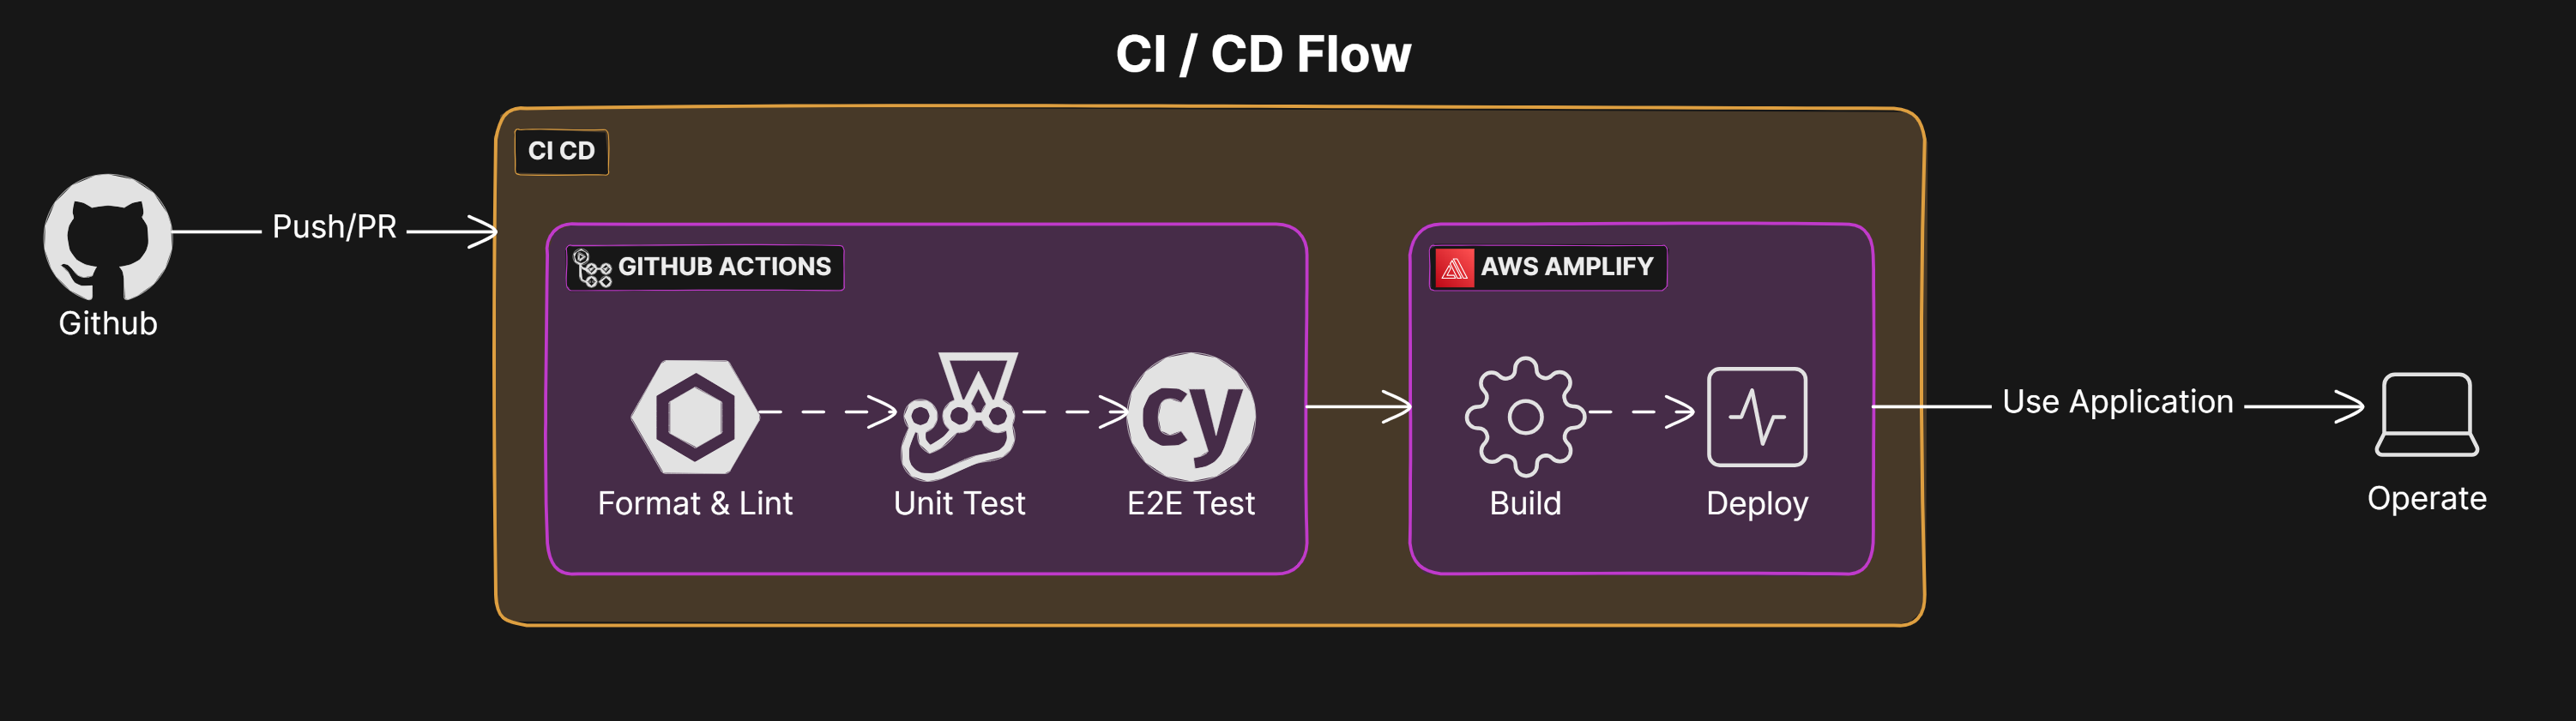 CI / CD Flow
CI CD
Push/PR
Github
GITHUB ACTIONS
AWS AMPLIFY
cy
Format & Lint
Unit Test
E2E Test
Build
Deploy
Use Application
Operate